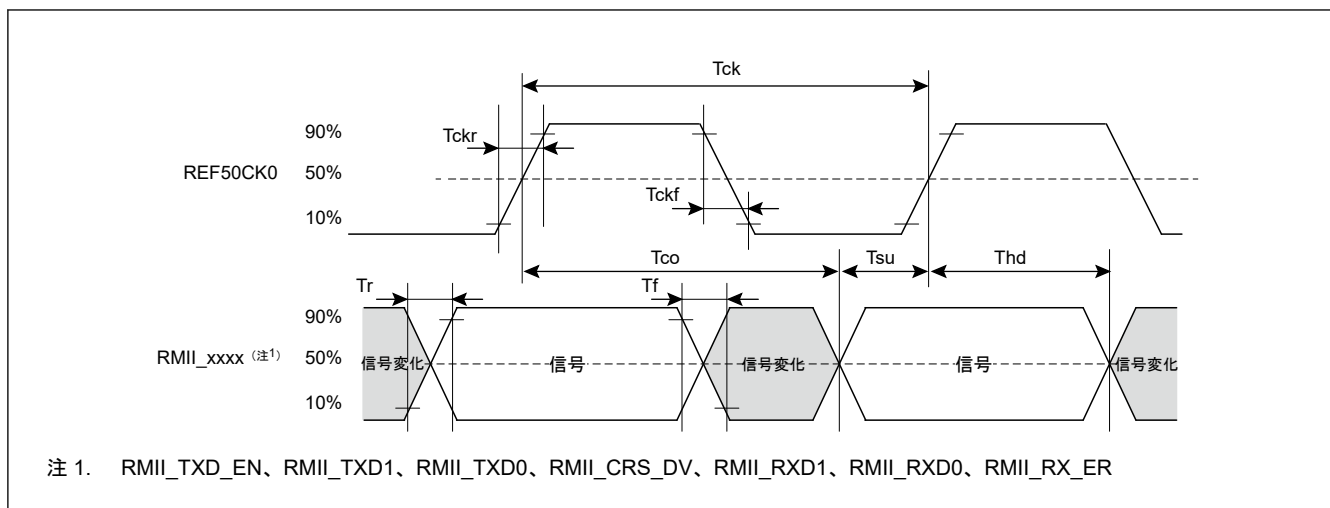 Tck
90%
Tckr
REF50CK0
50%
Tckf
10%
Tco
Tsu
Thd
Tr
Tf
90%
RMII_xxxx (注1)
50%
信号変化
信号
信号変化
信号
信号変化
10%
注 1. RMII_TXD_EN、RMII_TXD1、RMII_TXD0、RMII_CRS_DV、RMII_RXD1、RMII_RXD0、RMII_RX_ER